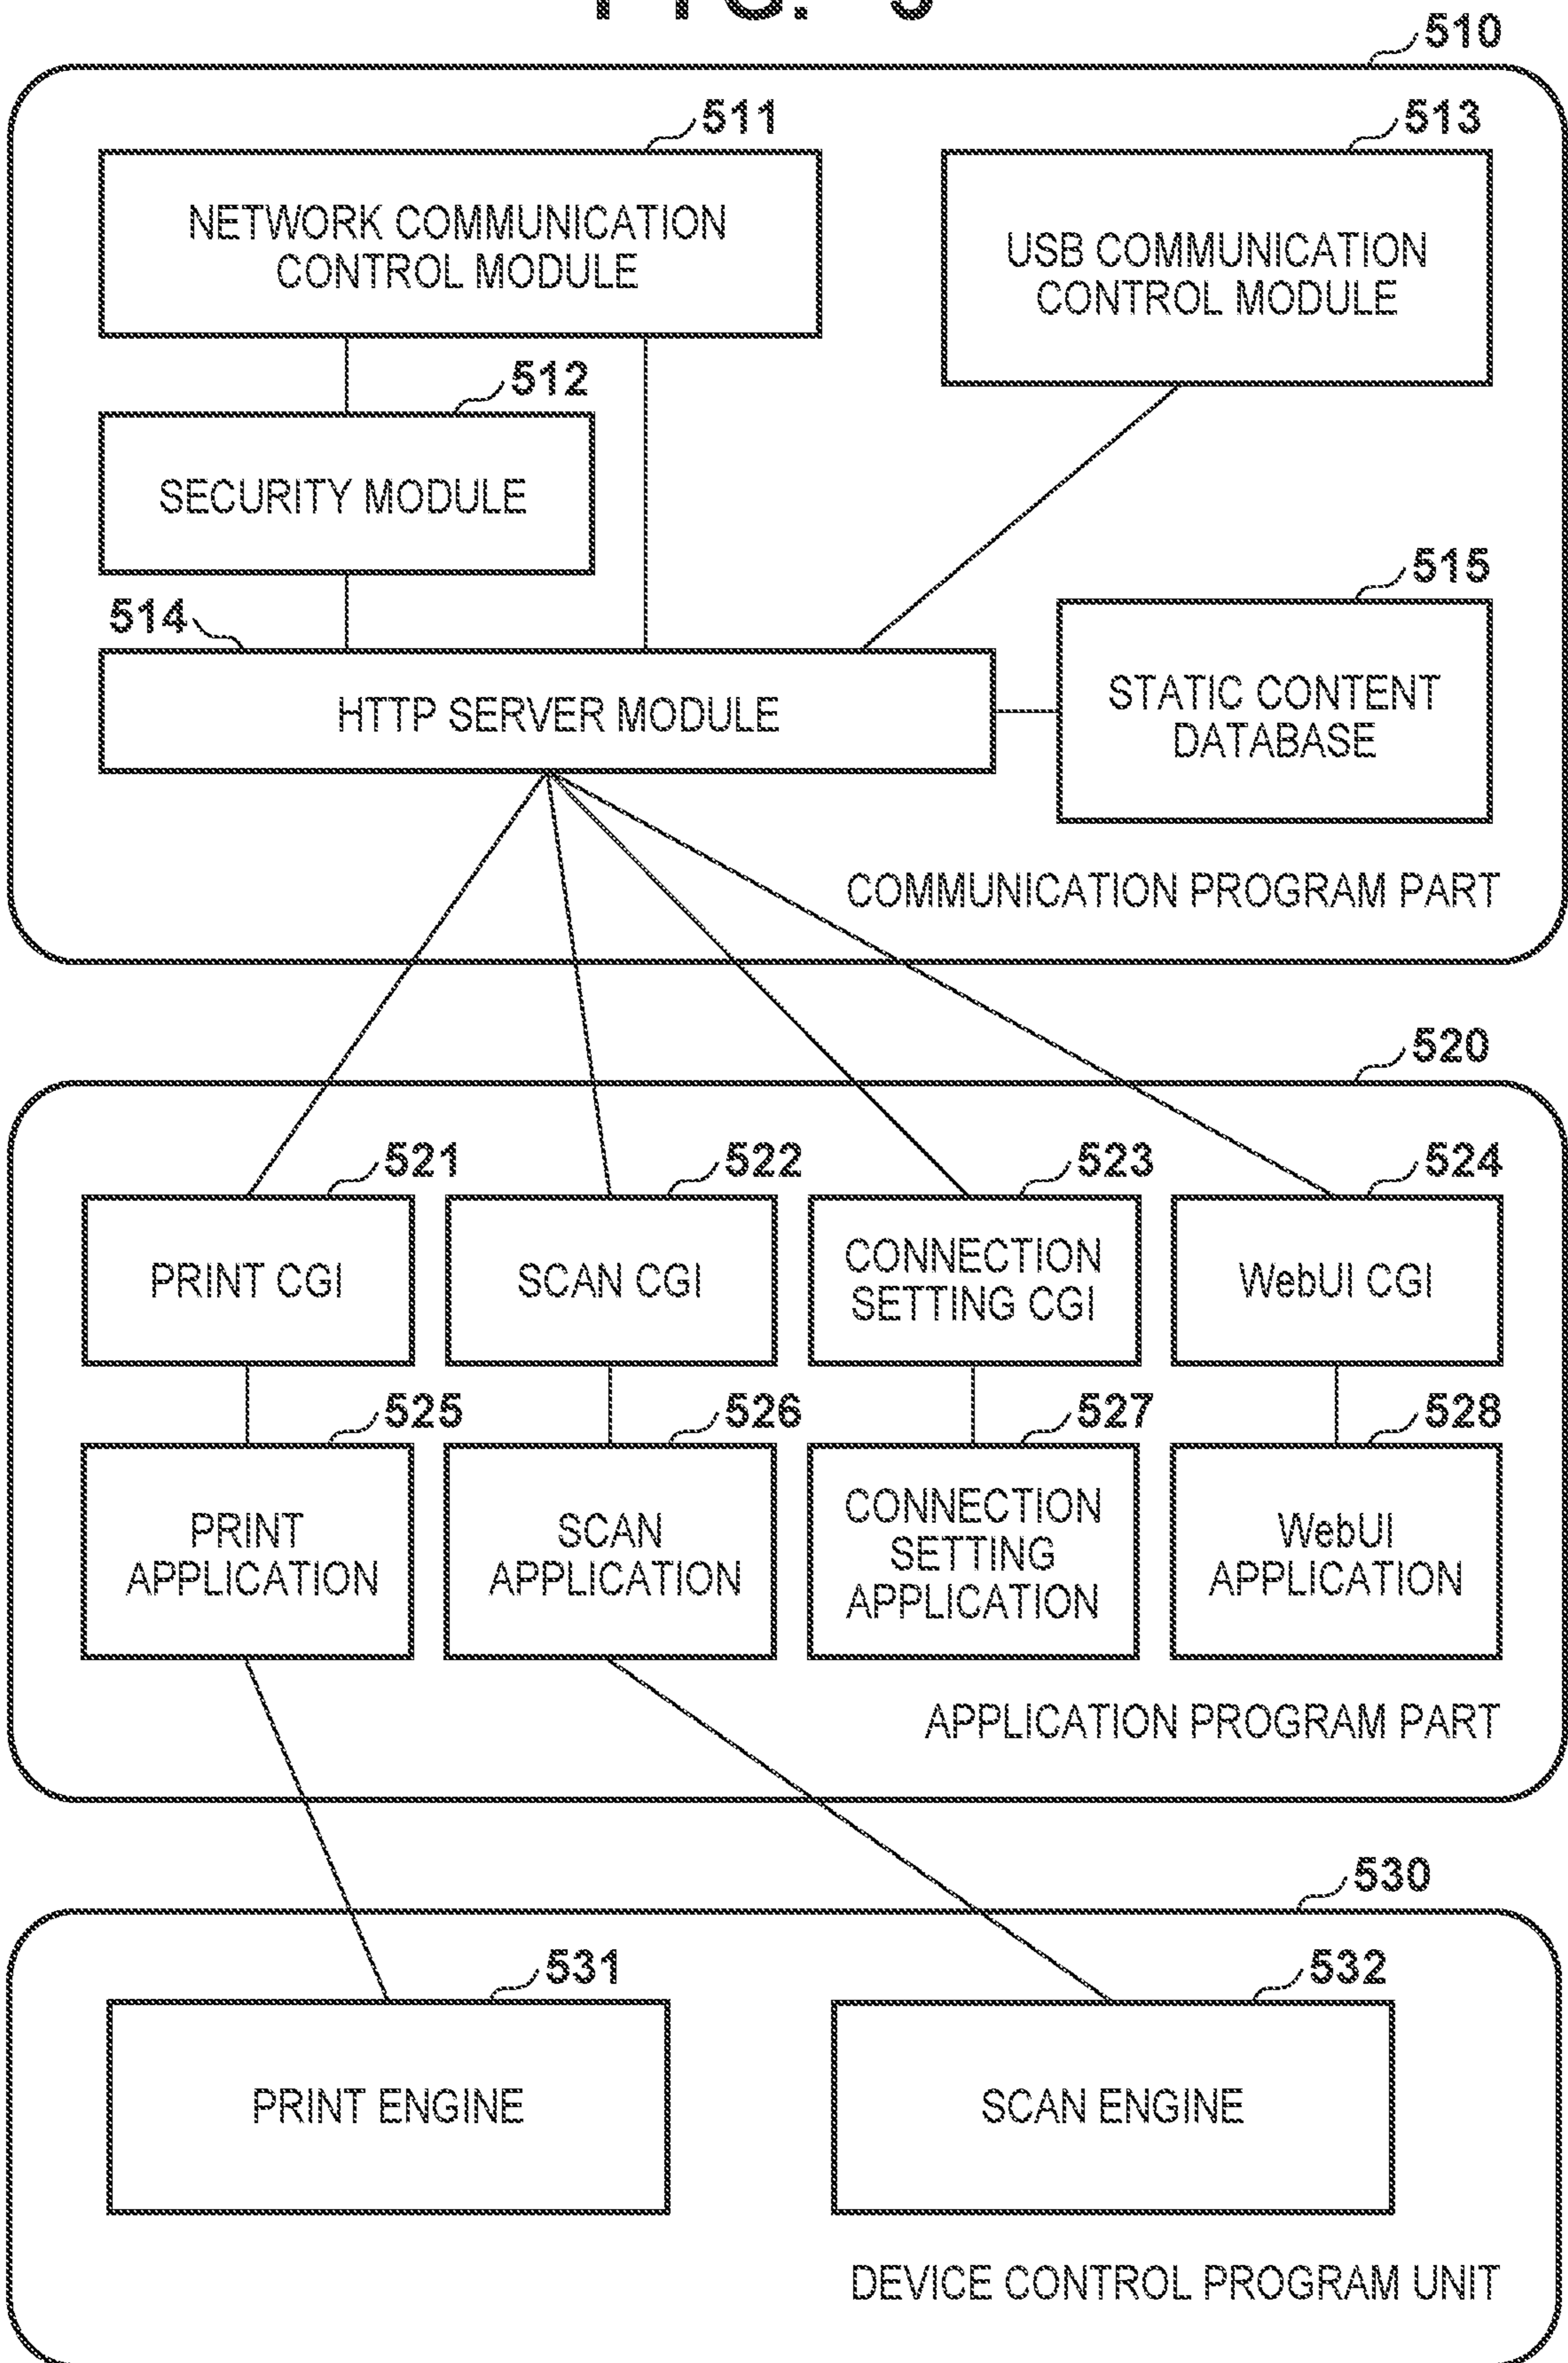 FIG. 5
510
511
513
NETWORK COMMUNICATION
CONTROL MODULE
USB COMMUNICATION
CONTROL MODULE
512
SECURITY MODULE
515
514
HTTP SERVER MODULE
STATIC CONTENT
DATABASE
COMMUNICATION PROGRAM PART
520
521
522
523
524
PRINT CGI
SCAN CGI
CONNECTION
SETTING CGI
WebUI CGI
525
526
527
528
PRINT
APPLICATION
SCAN
APPLICATION
CONNECTION
SETTING
APPLICATION
WebUI
APPLICATION
APPLICATION PROGRAM PART
530
531
532
PRINT ENGINE
SCAN ENGINE
DEVICE CONTROL PROGRAM UNIT